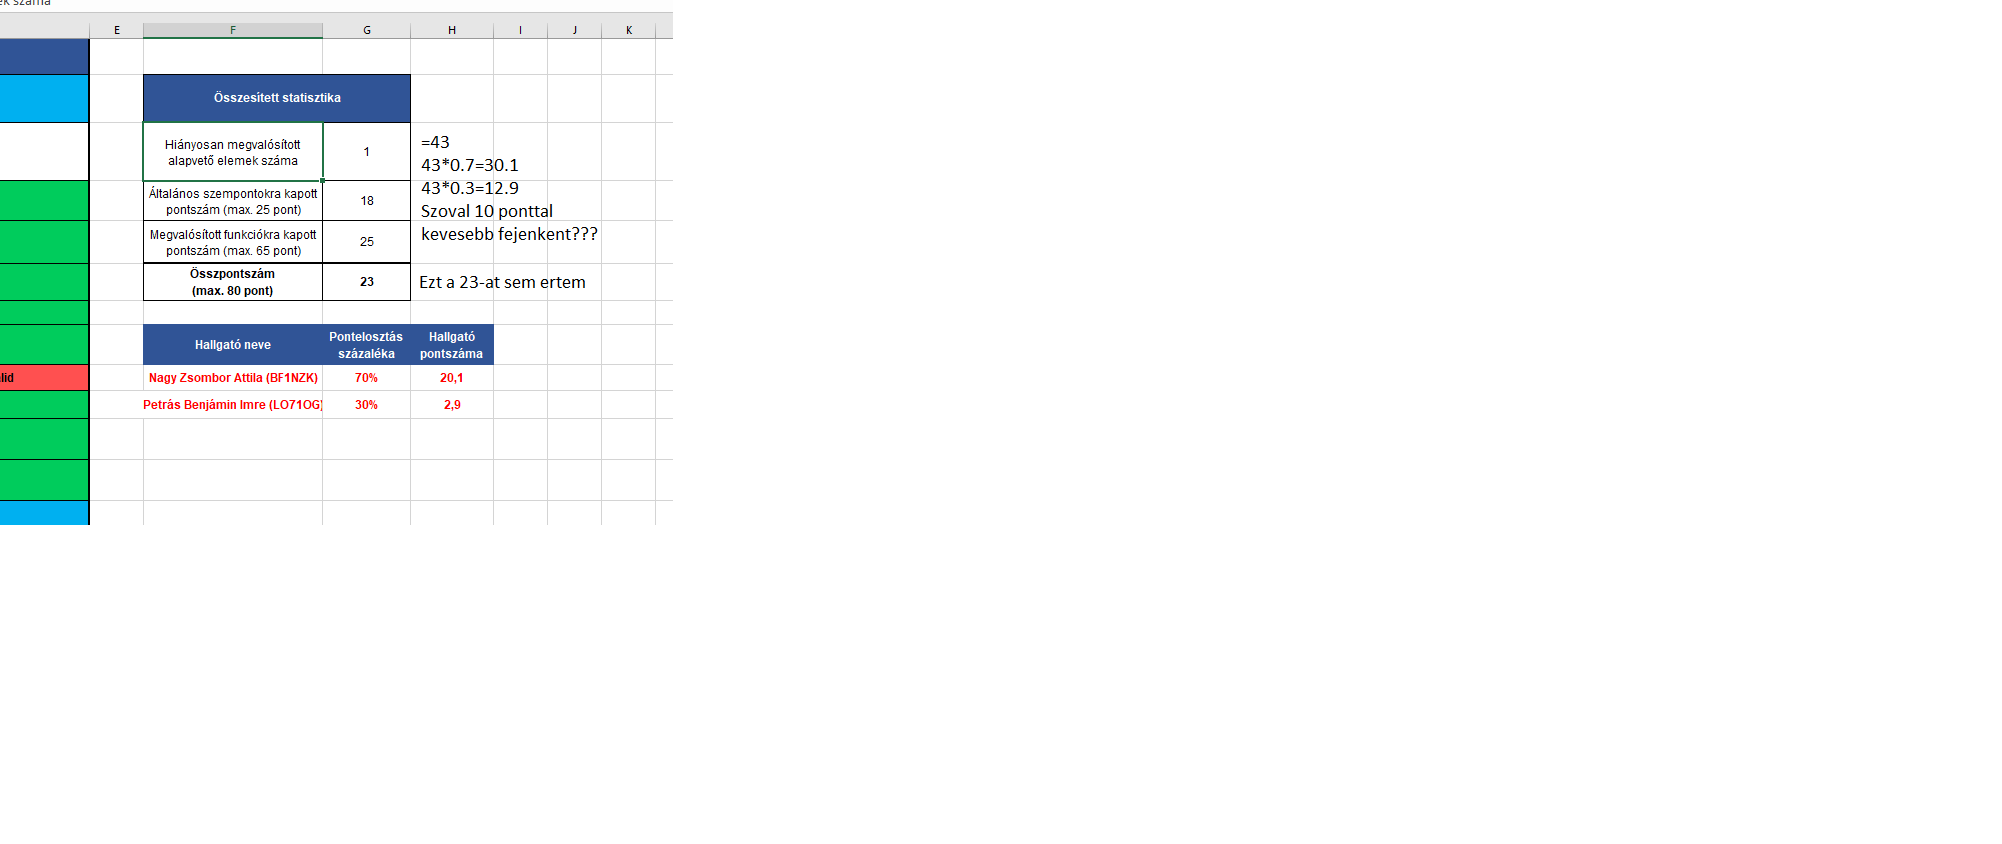 ek száma
E F G H I J K
Összesített statisztika
Hiányosan megvalósított
alapvető elemek száma
1
=43
43*0.7=30.1
43*0.3=12.9
Szoval 10 ponttal
kevesebb fejenkent???
Általános szempontokra kapott
pontszám (max. 25 pont)
18
Megvalósított funkciókra kapott
pontszám (max. 65 pont)
25
Összpontszám
(max. 80 pont)
23
Ezt a 23-at sem ertem
Hallgató neve
Pontelosztás
százaléka
Hallgató
pontszáma
lid
Nagy Zsombor Attila (BF1NZK) 70% 20,1
Petrás Benjámin Imre (LO71OG) 30% 2,9